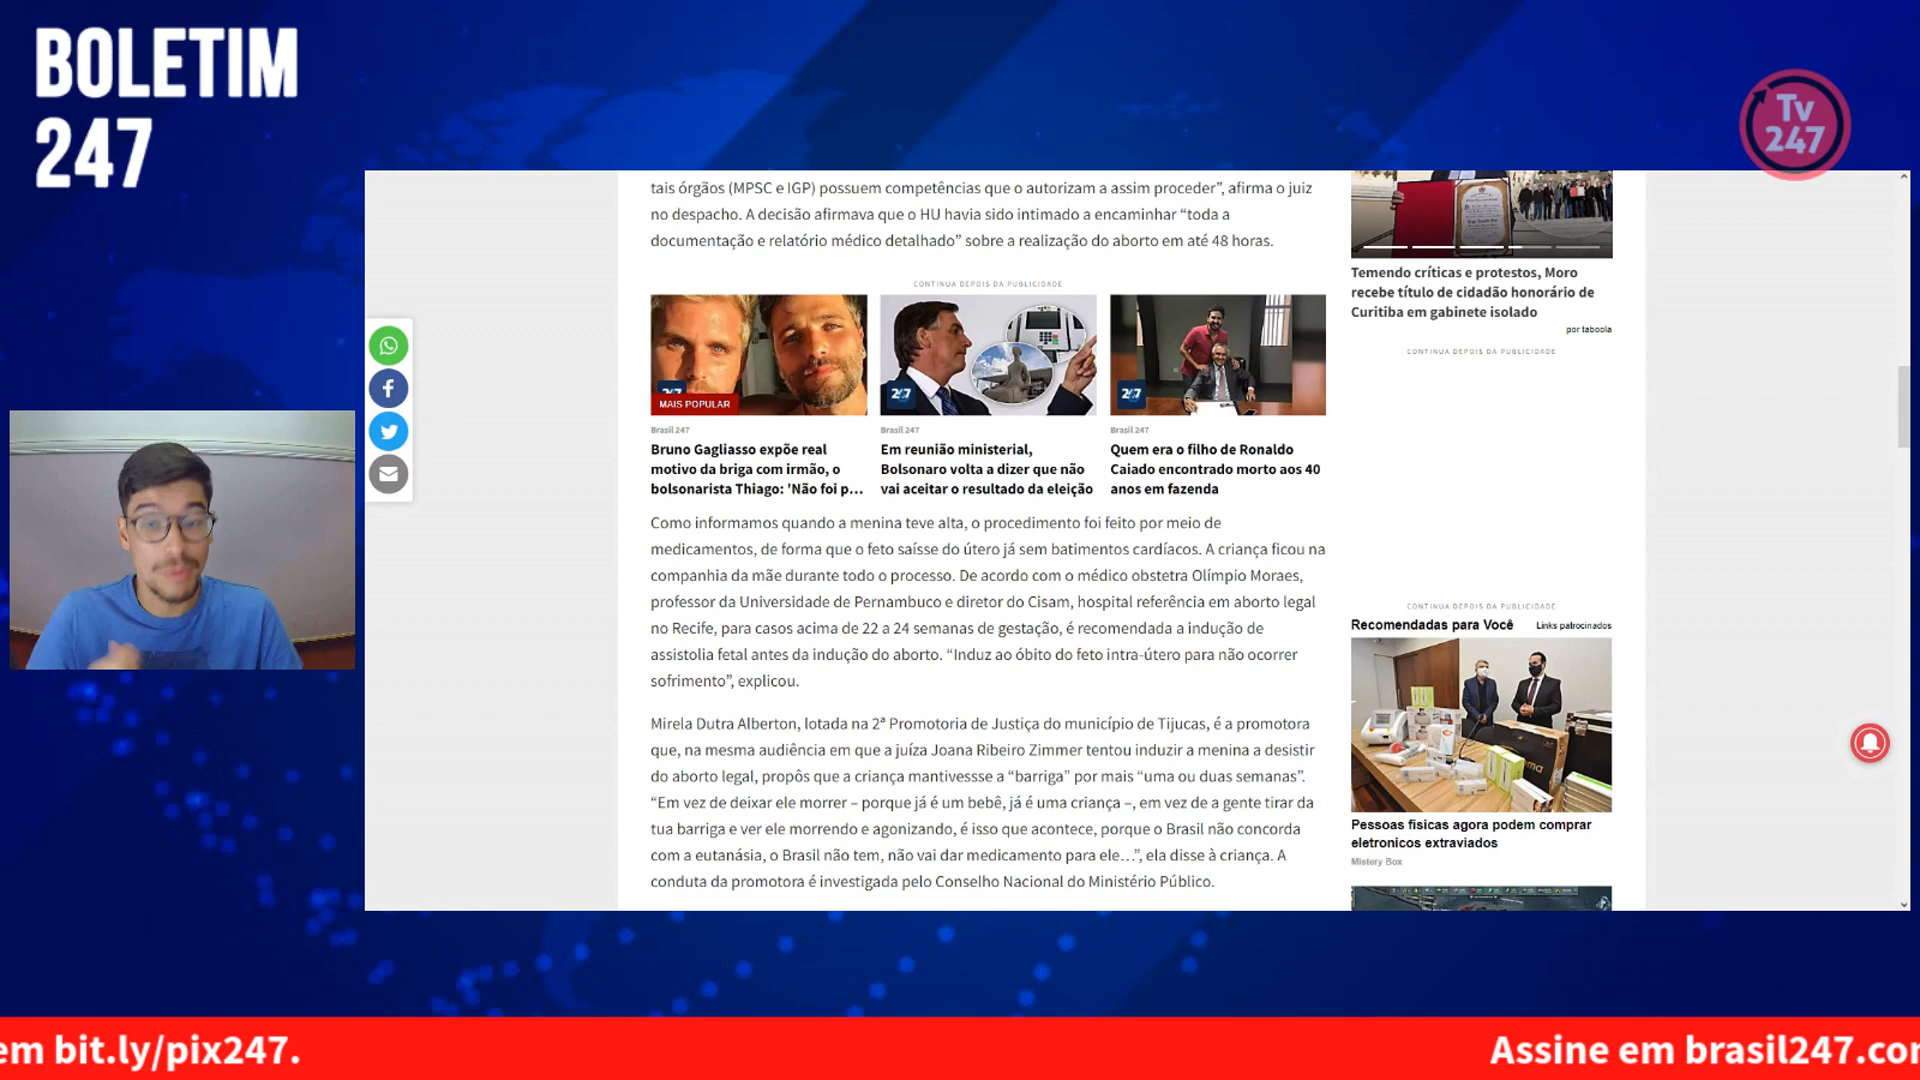 BOLETIM
247
Tv
247
tais órgãos (MPSC e IGP) possuem competências que o autorizam a assim proceder”, afirma o juiz
no despacho. A decisão afirmava que o HU havia sido intimado a encaminhar “toda a
documentação e relatório médico detalhado” sobre a realização do aborto em até 48 horas.
CONTINUA DEPOIS DA PUBLICIDADE
247
MAIS POPULAR
247
247
Brasil 247
Bruno Gagliasso expõe real
motivo da briga com irmão, o
bolsonarista Thiago: 'Não foi p...
Brasil 247
Em reunião ministerial,
Bolsonaro volta a dizer que não
vai aceitar o resultado da eleição
Brasil 247
Quem era o filho de Ronaldo
Caiado encontrado morto aos 40
anos em fazenda
Como informamos quando a menina teve alta, o procedimento foi feito por meio de
medicamentos, de forma que o feto saísse do útero já sem batimentos cardíacos. A criança ficou na
companhia da mãe durante todo o processo. De acordo com o médico obstetra Olímpio Moraes,
professor da Universidade de Pernambuco e diretor do Cisam, hospital referência em aborto legal
no Recife, para casos acima de 22 a 24 semanas de gestação, é recomendada a indução de
assistolia fetal antes da indução do aborto. “Induz ao óbito do feto intra-útero para não ocorrer
sofrimento”, explicou.
Mirela Dutra Alberton, lotada na 2ª Promotoria de Justiça do município de Tijucas, é a promotora
que, na mesma audiência em que a juíza Joana Ribeiro Zimmer tentou induzir a menina a desistir
do aborto legal, propôs que a criança mantivessse a “barriga” por mais “uma ou duas semanas”.
“Em vez de deixar ele morrer – porque já é um bebê, já é uma criança –, em vez de a gente tirar da
tua barriga e ver ele morrendo e agonizando, é isso que acontece, porque o Brasil não concorda
com a eutanásia, o Brasil não tem, não vai dar medicamento para ele…”, ela disse à criança. A
conduta da promotora é investigada pelo Conselho Nacional do Ministério Público.
Temendo críticas e protestos, Moro
recebe título de cidadão honorário de
Curitiba em gabinete isolado
por taboola
CONTINUA DEPOIS DA PUBLICIDADE
CONTINUA DEPOIS DA PUBLICIDADE
Recomendadas para Você
Links patrocinados
Pessoas fisicas agora podem comprar
eletronicos extraviados
Mistery Box
em bit.ly/pix247.
Assine em brasil247.com